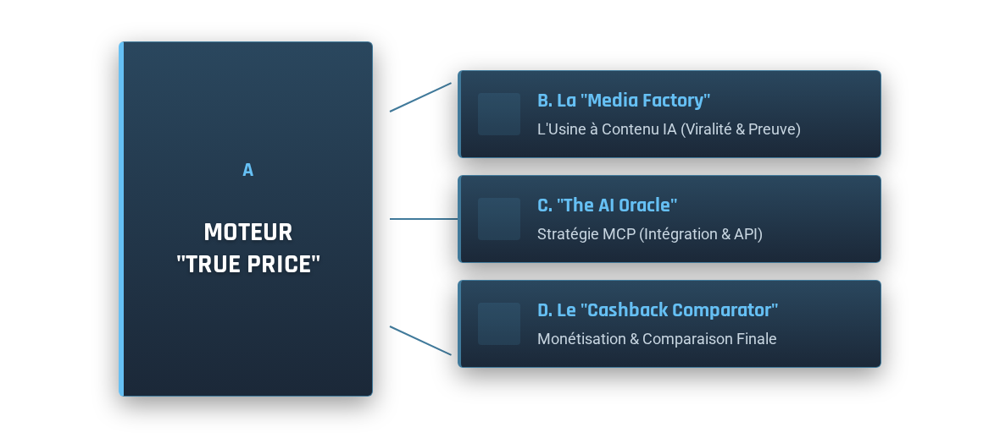 A
MOTEUR
"TRUE PRICE"
B. La "Media Factory"
L'Usine à Contenu IA (Viralité & Preuve)
C. "The AI Oracle"
Stratégie MCP (Intégration & API)
D. Le "Cashback Comparator"
Monétisation & Comparaison Finale